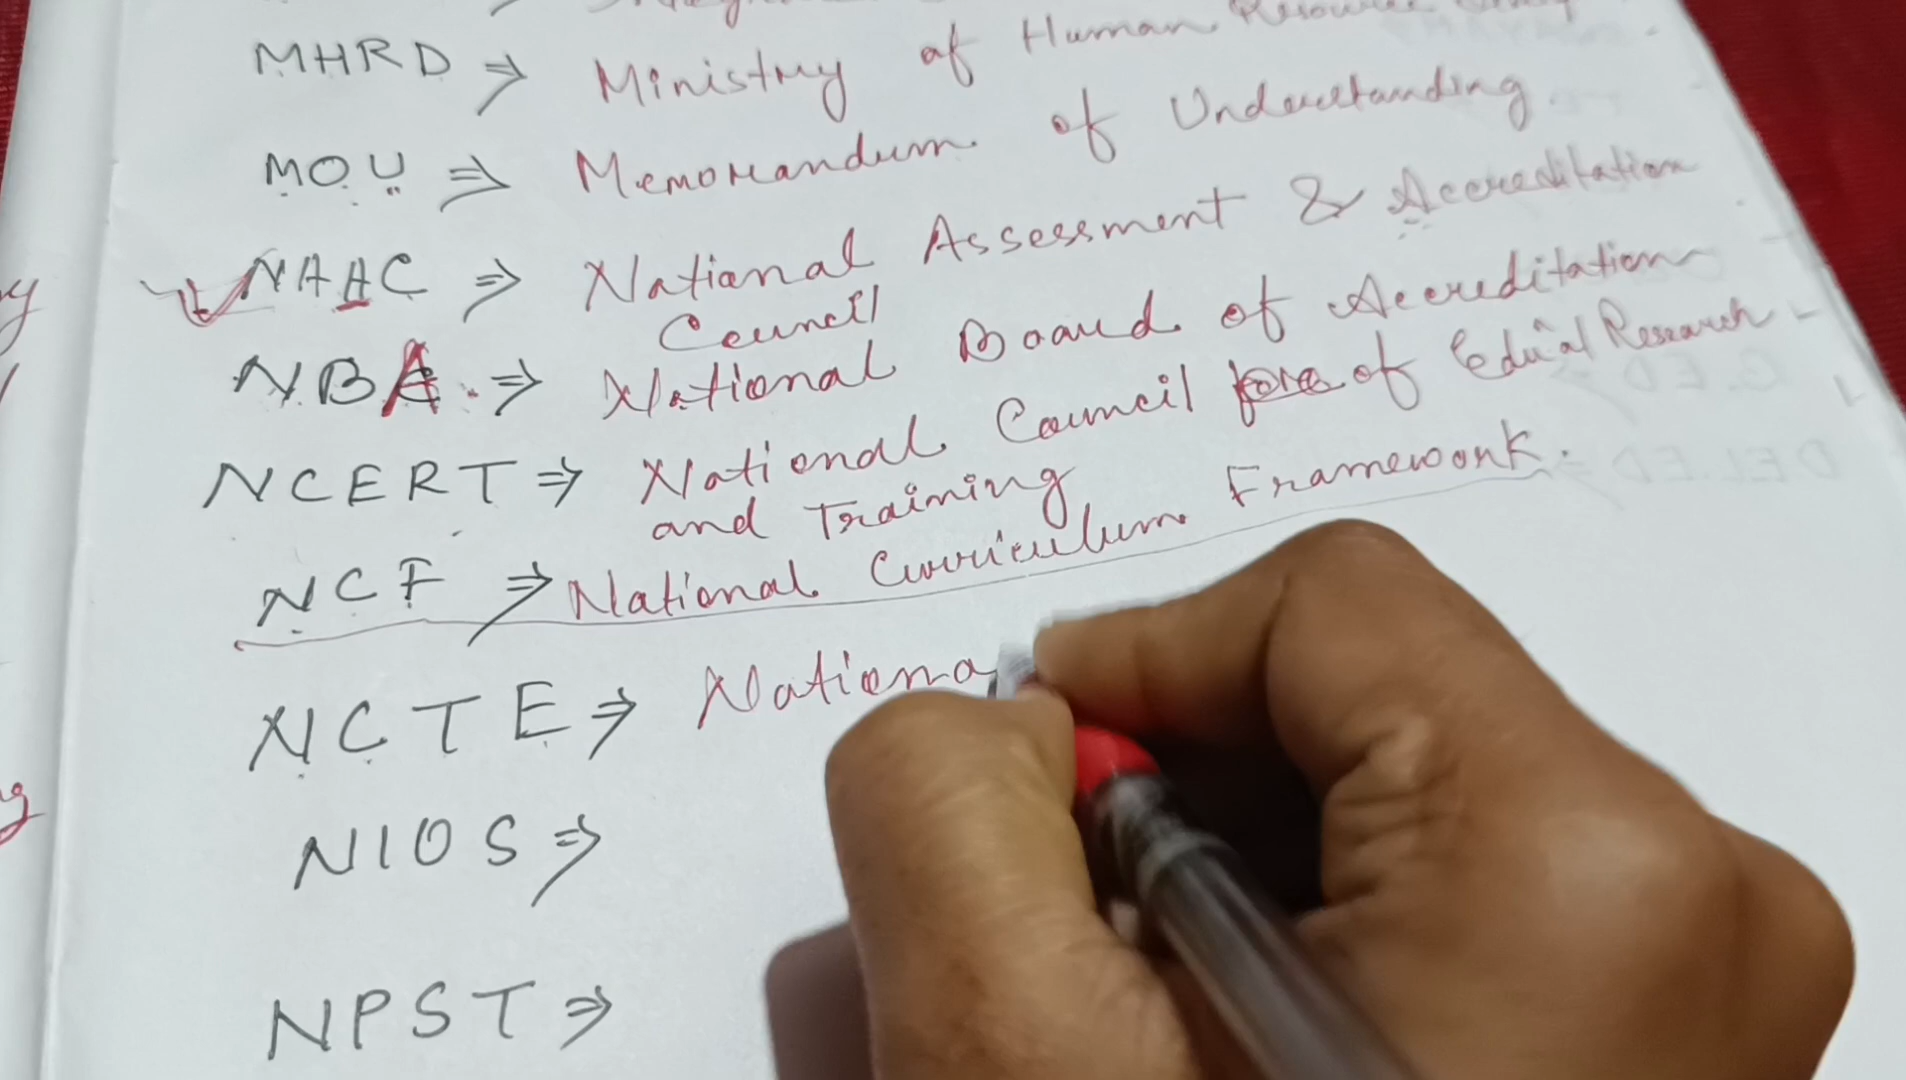 MHRD ⇒ Ministry of Human Resource
MOU ⇒ Memorandum of Understanding
NAAC ⇒ National Assessment & Accreditation
Council
NBA ⇒ National Board of Accreditation
NCERT ⇒ National Council of Edu'al Research
and Training
NCF ⇒ National Curriculum Framework.
NCTE ⇒ Nationa
NIOS ⇒
NPST ⇒